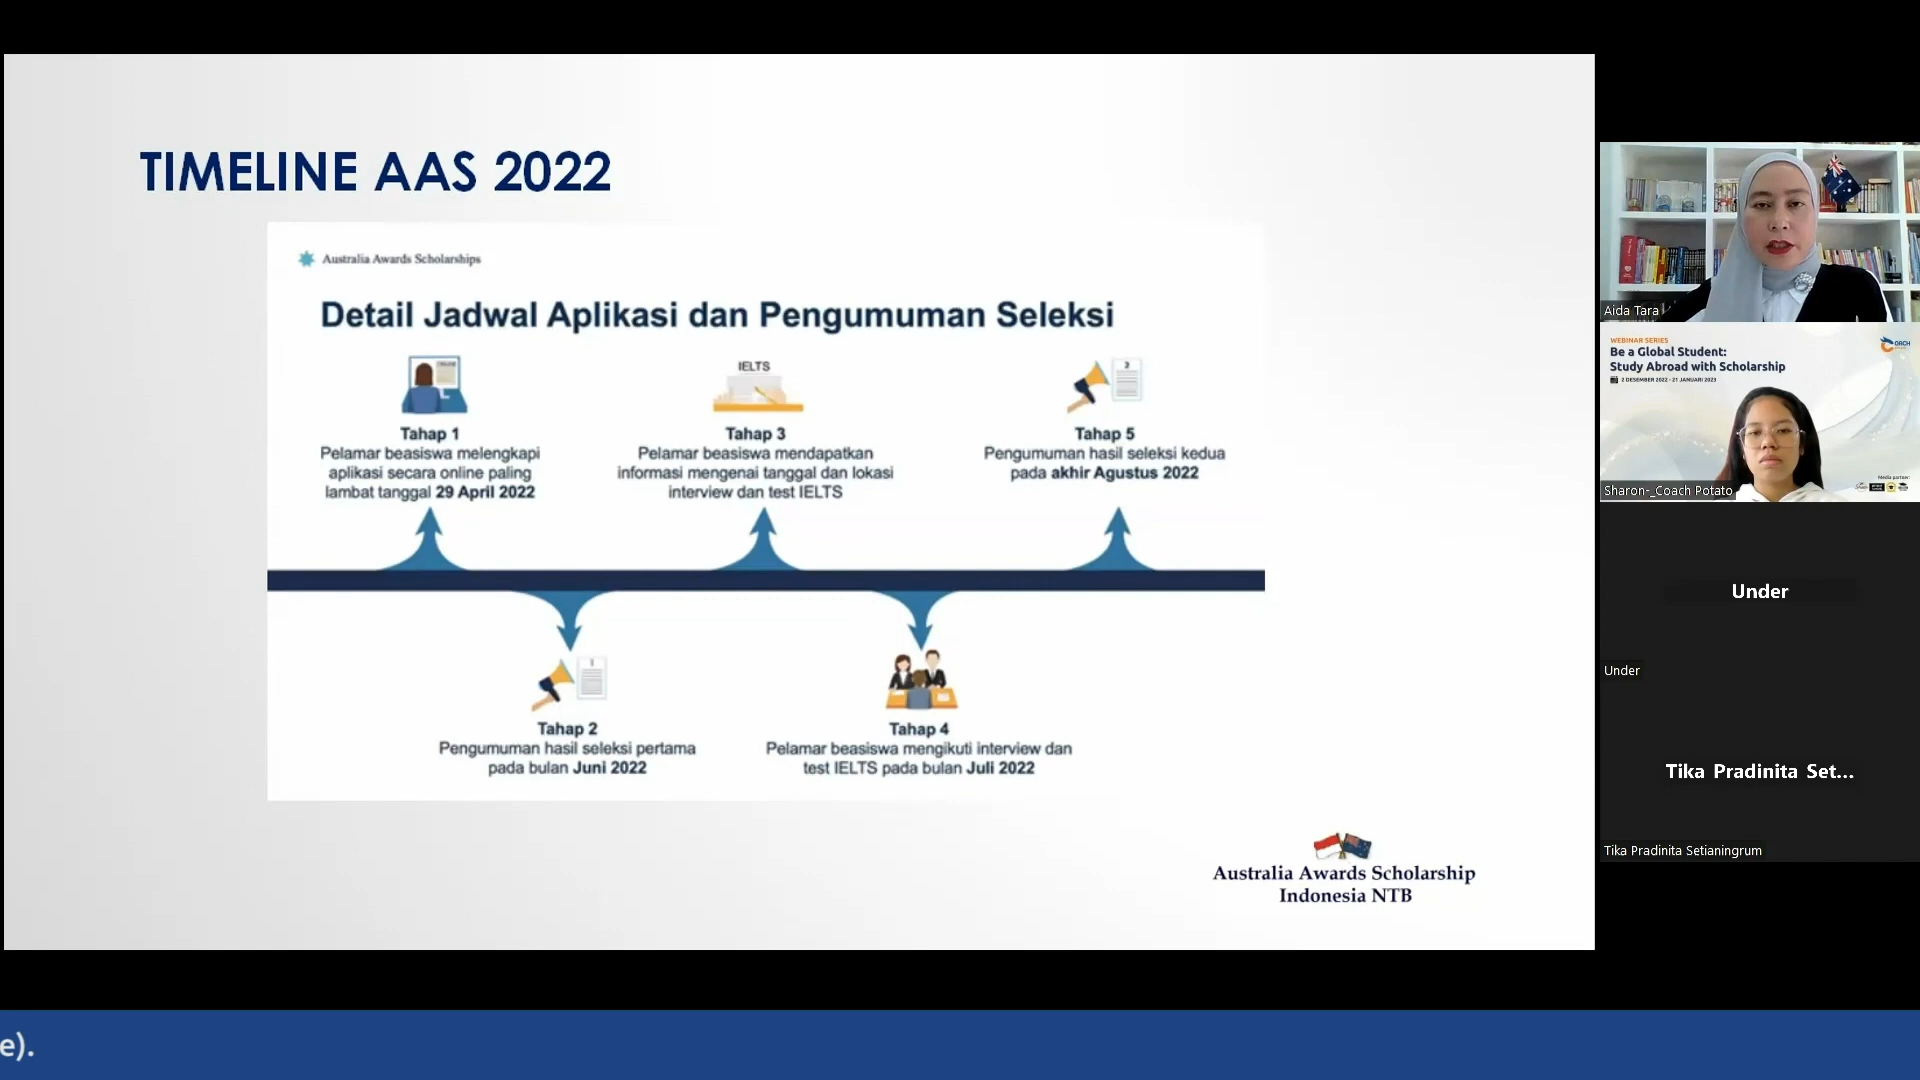 TIMELINE AAS 2022
Australia Awards Scholarships
Detail Jadwal Aplikasi dan Pengumuman Seleksi
Tahap 1
Pelamar beasiswa melengkapi
aplikasi secara online paling
lambat tanggal 29 April 2022
IELTS
Tahap 3
Pelamar beasiswa mendapatkan
informasi mengenai tanggal dan lokasi
interview dan test IELTS
2
Tahap 5
Pengumuman hasil seleksi kedua
pada akhir Agustus 2022
1
Tahap 2
Pengumuman hasil seleksi pertama
pada bulan Juni 2022
Tahap 4
Pelamar beasiswa mengikuti interview dan
test IELTS pada bulan Juli 2022
Australia Awards Scholarship
Indonesia NTB
Aida Tara
WEBINAR SERIES
Be a Global Student:
Study Abroad with Scholarship
2 DESEMBER 2022 - 21 JANUARI 2023
Media partner:
Sharon-_Coach Potato
Under
Under
Tika Pradinita Set...
Tika Pradinita Setianingrum
e).